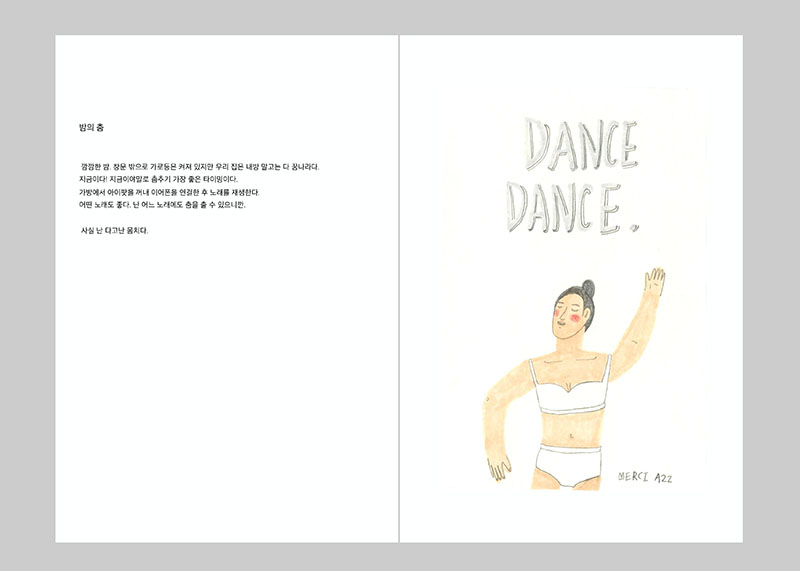 밤의 춤
깜깜한 밤. 창문 밖으로 가로등은 켜져 있지만 우리 집은 내방 말고는 다 꿈나라다.
지금이다! 지금이야말로 춤추기 가장 좋은 타이밍이다.
가방에서 아이팟을 꺼내 이어폰을 연결한 후 노래를 재생한다.
어떤 노래도 좋다. 난 어느 노래에도 춤을 출 수 있으니깐.
사실 난 타고난 몸치다.
DANCE
DANCE.
MERCI A22